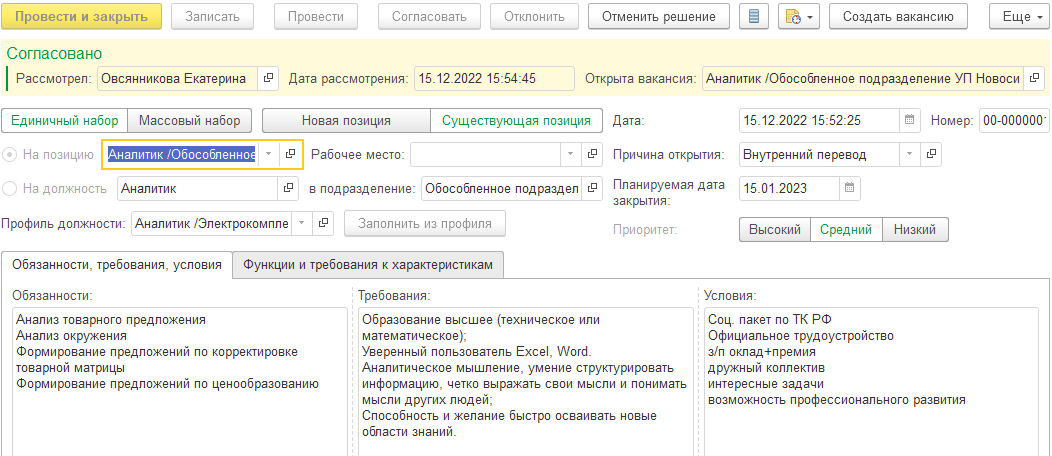 Провести и закрыть Записать Провести Согласовать Отклонить Отменить решение Создать вакансию Еще
Согласовано
Рассмотрел: Овсянникова Екатерина Дата рассмотрения: 15.12.2022 15:54:45 Открыта вакансия: Аналитик /Обособленное подразделение УП Новоси
Единичный набор Массовый набор Новая позиция Существующая позиция Дата: 15.12.2022 15:52:25 Номер: 00-000000
На позицию Аналитик /Обособленное Рабочее место: Причина открытия: Внутренний перевод
На должность Аналитик в подразделение: Обособленное подраздел Планируемая дата
закрытия: 15.01.2023
Профиль должности: Аналитик /Электрокомпле Заполнить из профиля Приоритет: Высокий Средний Низкий
Обязанности, требования, условия Функции и требования к характеристикам
Обязанности:
Анализ товарного предложения
Анализ окружения
Формирование предложений по корректировке
товарной матрицы
Формирование предложений по ценообразованию
Требования:
Образование высшее (техническое или
математическое);
Уверенный пользователь Excel, Word.
Аналитическое мышление, умение структурировать
информацию, четко выражать свои мысли и понимать
мысли других людей;
Способность и желание быстро осваивать новые
области знаний.
Условия:
Соц. пакет по ТК РФ
Официальное трудоустройство
з/п оклад+премия
дружный коллектив
интересные задачи
возможность профессионального развития